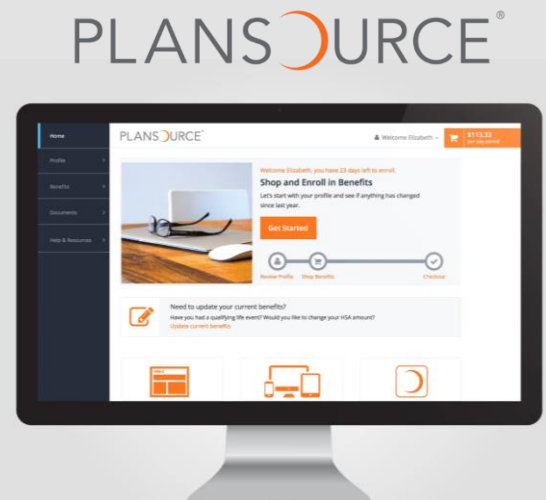 PLANSOURCE®
Home
PLANSOURCE
Welcome Elizabeth
$113.33
per pay period
Profile
Benefits
Documents
Help & Resources
Welcome Elizabeth, you have 23 days left to enroll.
Shop and Enroll in Benefits
Let's start with your profile and see if anything has changed
since last year.
Get Started
Review Profile Shop Benefits Checkout
Need to update your current benefits?
Have you had a qualifying life event? Would you like to change your HSA amount?
Update current benefits